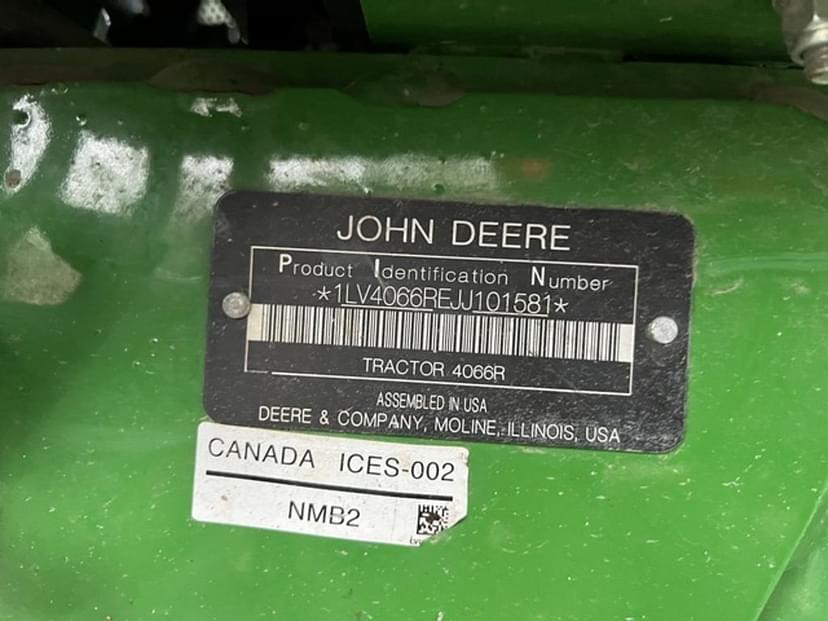 JOHN DEERE
Product Identification Number
*1LV4066REJJ101581*
TRACTOR 4066R
ASSEMBLED IN USA
DEERE & COMPANY, MOLINE, ILLINOIS, USA
CANADA ICES-002
NMB2